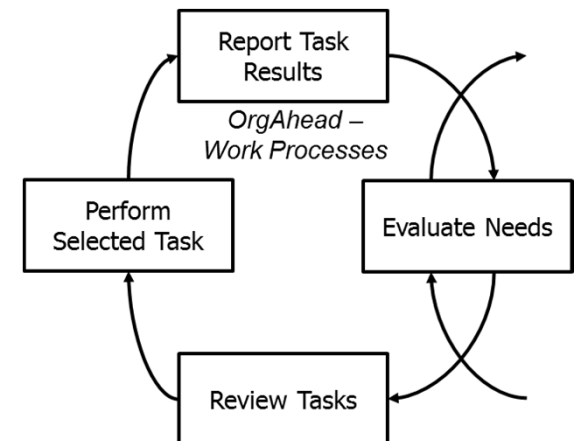 Report Task
Results
OrgAhead –
Work Processes
Perform
Selected Task
Evaluate Needs
Review Tasks